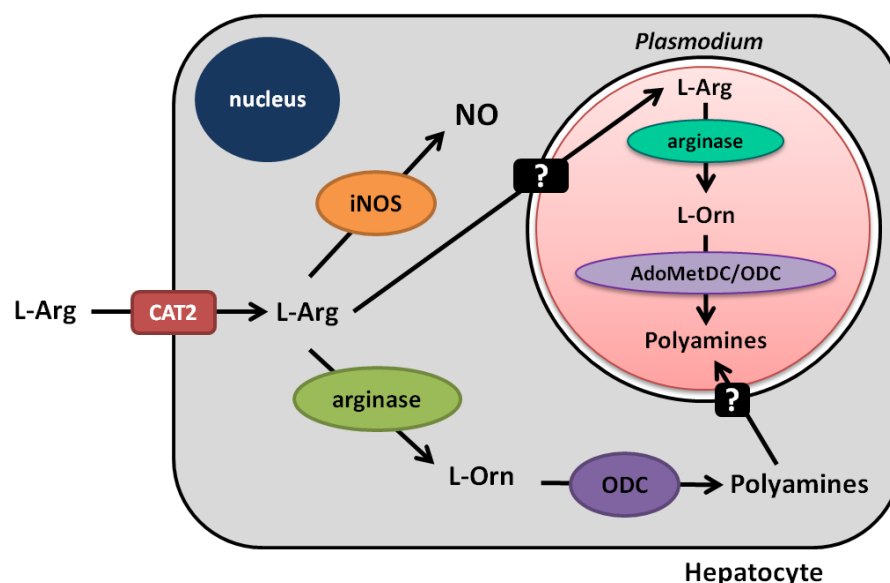 Plasmodium
nucleus
NO
L-Arg
arginase
?
iNOS
L-Orn
AdoMetDC/ODC
L-Arg
CAT2
L-Arg
Polyamines
arginase
?
L-Orn
ODC
Polyamines
Hepatocyte